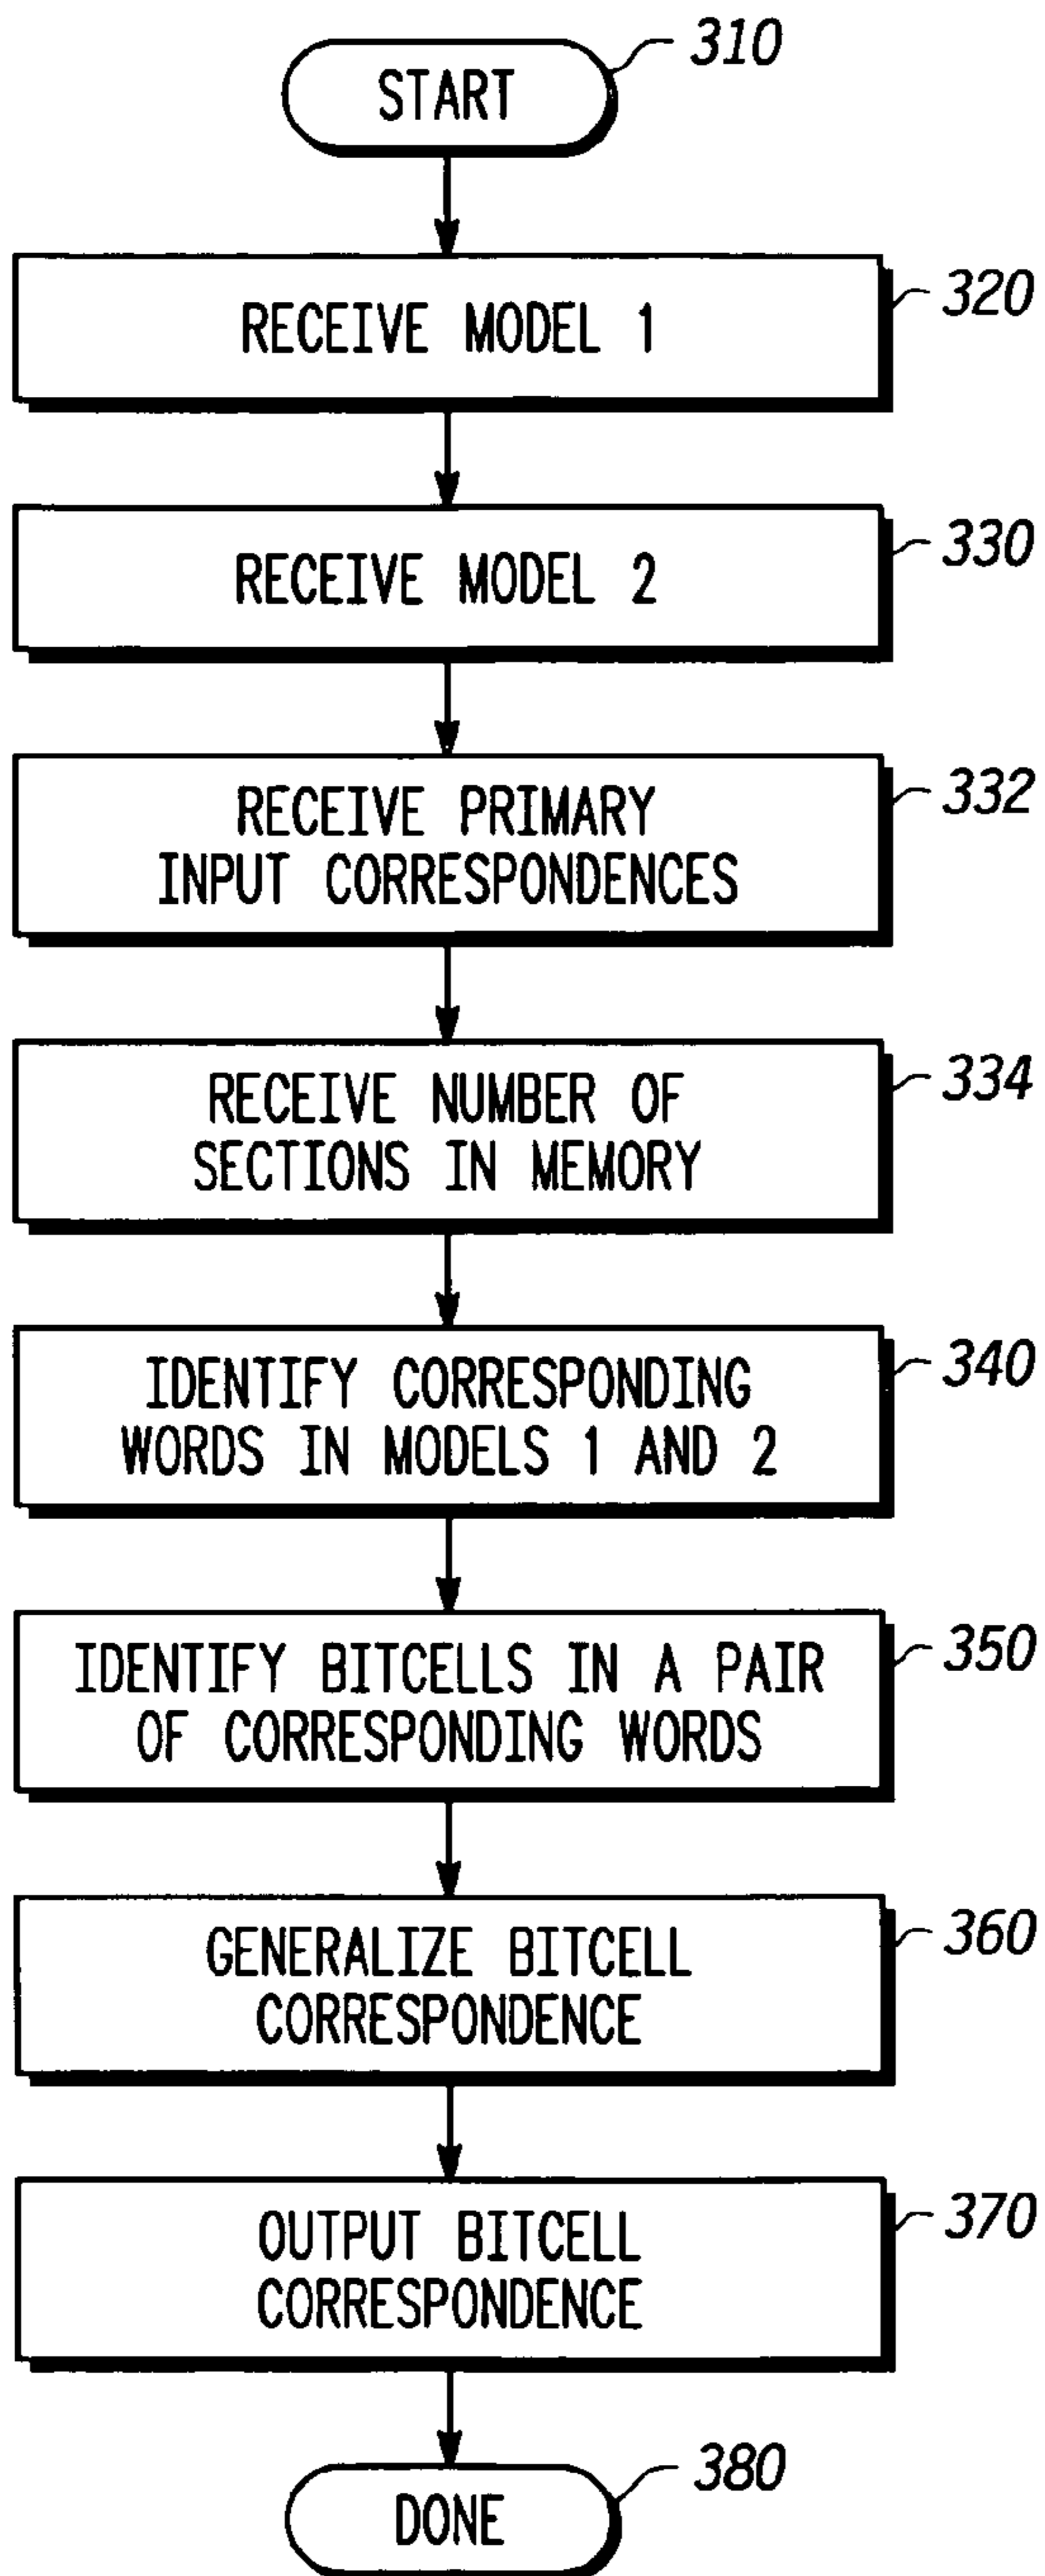 START
310
RECEIVE MODEL 1
320
RECEIVE MODEL 2
330
RECEIVE PRIMARY
INPUT CORRESPONDENCES
332
RECEIVE NUMBER OF
SECTIONS IN MEMORY
334
IDENTIFY CORRESPONDING
WORDS IN MODELS 1 AND 2
340
IDENTIFY BITCELLS IN A PAIR
OF CORRESPONDING WORDS
350
GENERALIZE BITCELL
CORRESPONDENCE
360
OUTPUT BITCELL
CORRESPONDENCE
370
DONE
380